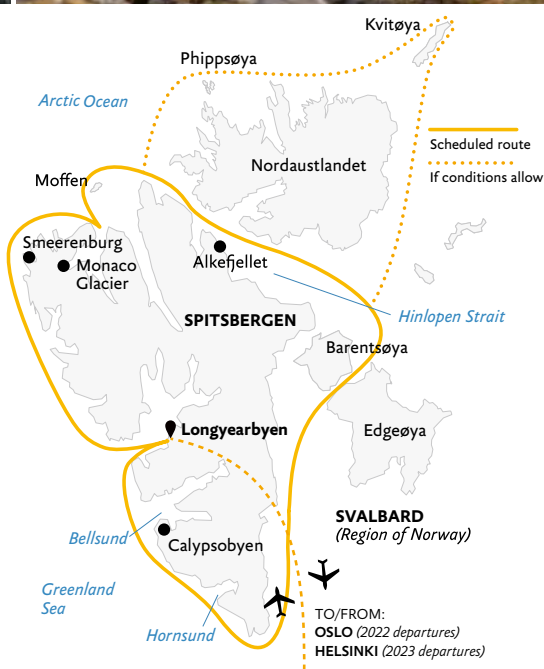 Kvitøya
Phippsøya
Arctic Ocean
Scheduled route
Nordaustlandet
If conditions allow
Moffen
Smeerenburg
Monaco
Glacier
Alkefjellet
SPITSBERGEN
Hinlopen Strait
Barentsøya
Longyearbyen
Edgeøya
SVALBARD
(Region of Norway)
Bellsund
Calypsobyen
Greenland
Sea
Hornsund
TO/FROM:
OSLO (2022 departures)
HELSINKI (2023 departures)